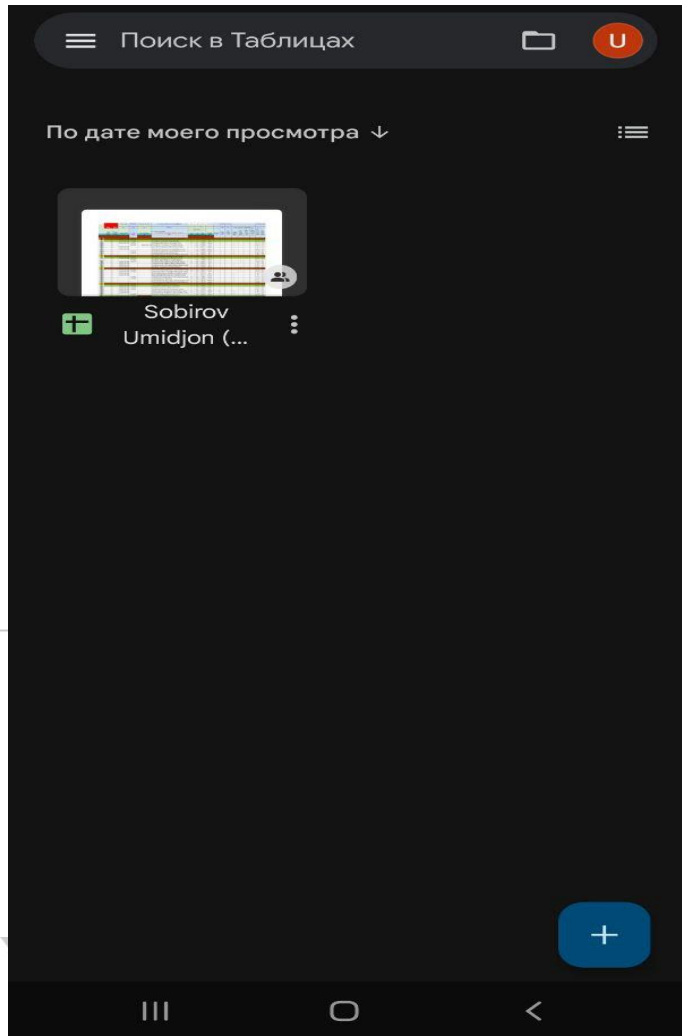 Поиск в Таблицах
U
По дате моего просмотра ↓
Sobirov
Umidjon (...